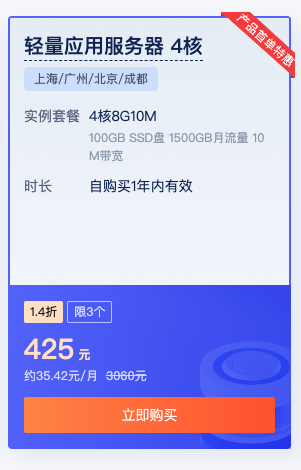 产品首单特惠
轻量应用服务器 4核
上海/广州/北京/成都
实例套餐 4核8G10M
100GB SSD盘 1500GB月流量 10
M带宽
时长 自购买1年内有效
1.4折 限3个
425 元
约35.42元/月 3060元
立即购买